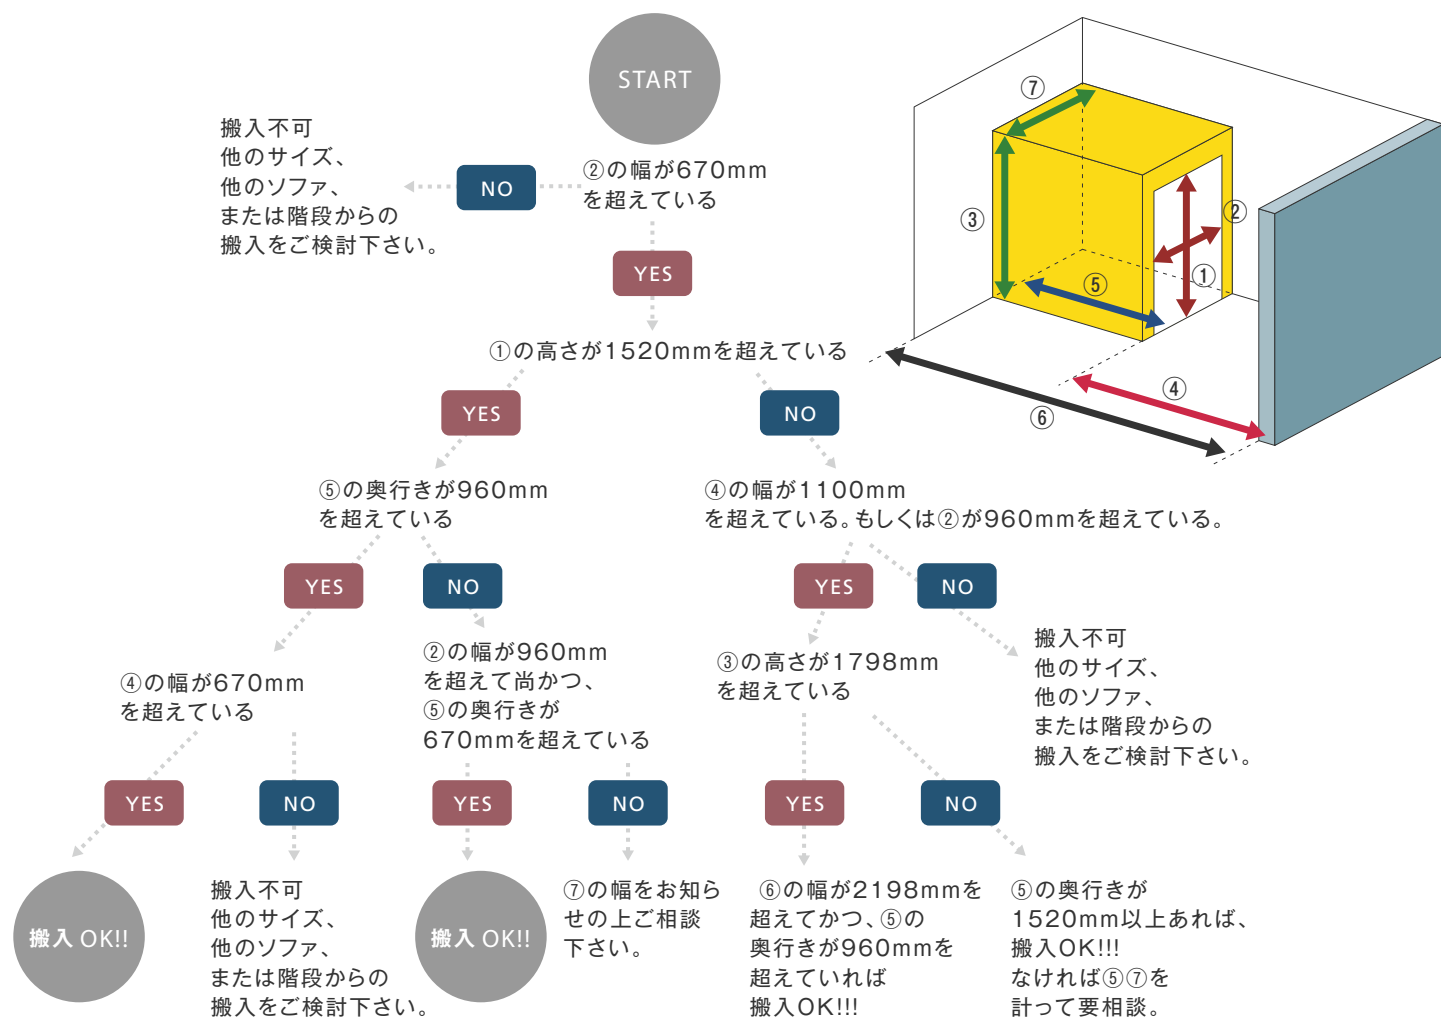 START
搬入不可
他のサイズ、
他のソファ、
または階段からの
搬入をご検討下さい。
NO
②の幅が670mm
を超えている
YES
①の高さが1520mmを超えている
YES
NO
⑤の奥行きが960mm
を超えている
④の幅が1100mm
を超えている。もしくは②が960mmを超えている。
YES
NO
YES
NO
④の幅が670mm
を超えている
②の幅が960mm
を超えて尚かつ、
⑤の奥行きが
670mmを超えている
③の高さが1798mm
を超えている
搬入不可
他のサイズ、
他のソファ、
または階段からの
搬入をご検討下さい。
YES
NO
YES
NO
YES
NO
搬入 OK!!
搬入不可
他のサイズ、
他のソファ、
または階段からの
搬入をご検討下さい。
搬入 OK!!
⑦の幅をお知ら
せの上ご相談
下さい。
⑥の幅が2198mmを
超えてかつ、⑤の
奥行きが960mmを
超えていれば
搬入OK!!!
⑤の奥行きが
1520mm以上あれば、
搬入OK!!!
なければ⑤⑦を
計って要相談。
⑦
③
②
①
⑤
④
⑥